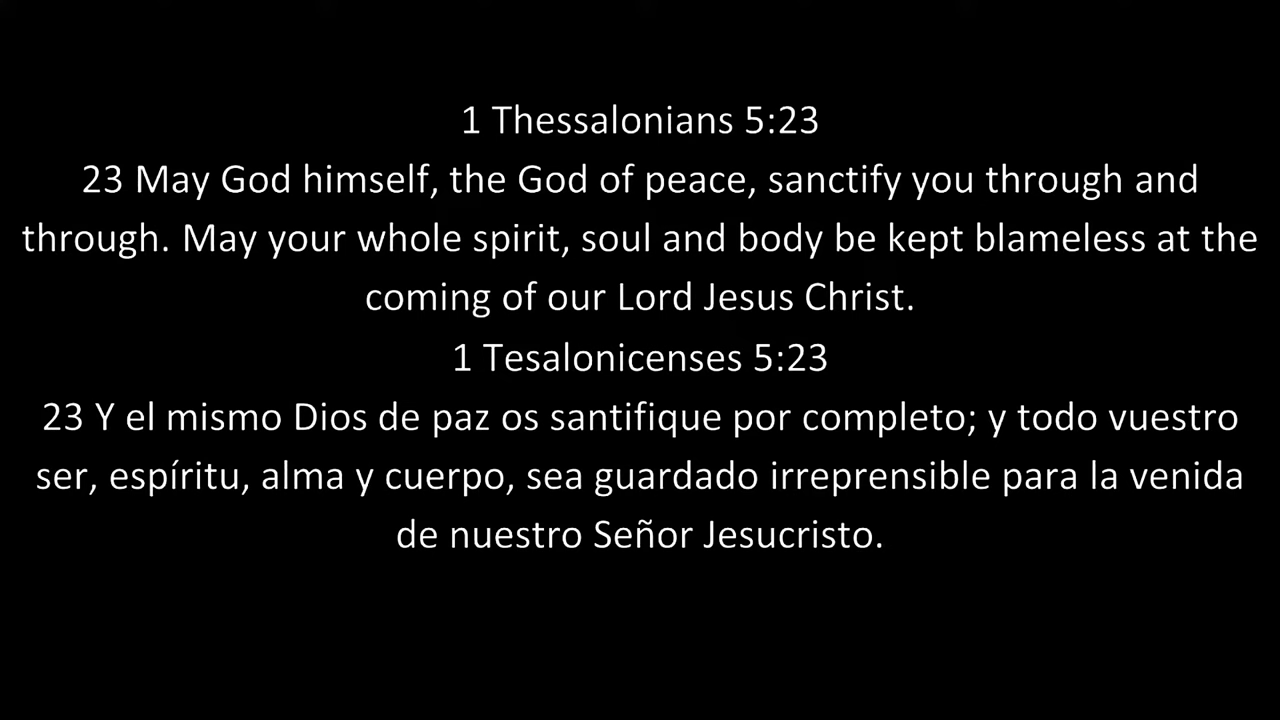 1 Thessalonians 5:23
23 May God himself, the God of peace, sanctify you through and
through. May your whole spirit, soul and body be kept blameless at the
coming of our Lord Jesus Christ.
1 Tesalonicenses 5:23
23 Y el mismo Dios de paz os santifique por completo; y todo vuestro
ser, espíritu, alma y cuerpo, sea guardado irreprensible para la venida
de nuestro Señor Jesucristo.